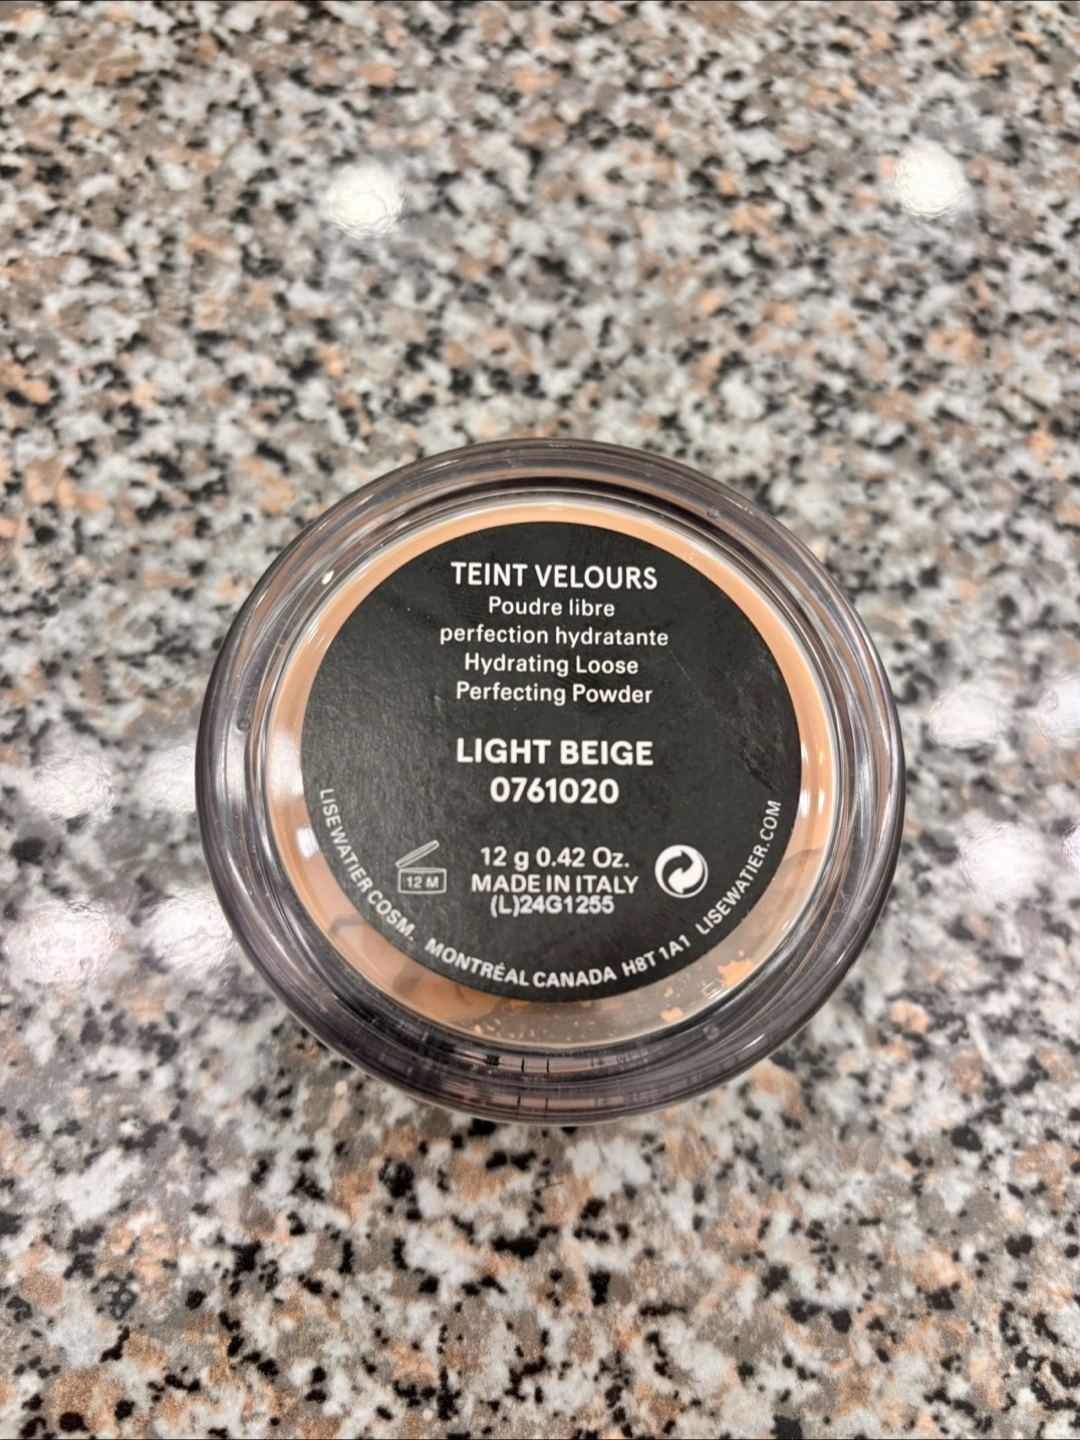 TEINT VELOURS
Poudre libre
perfection hydratante
Hydrating Loose
Perfecting Powder
LIGHT BEIGE
0761020
12 M
12 g 0.42 Oz.
MADE IN ITALY
(L)24G1255
LISEWATIER COSM. MONTRÉAL CANADA H8T 1A1 LISEWATIER.COM